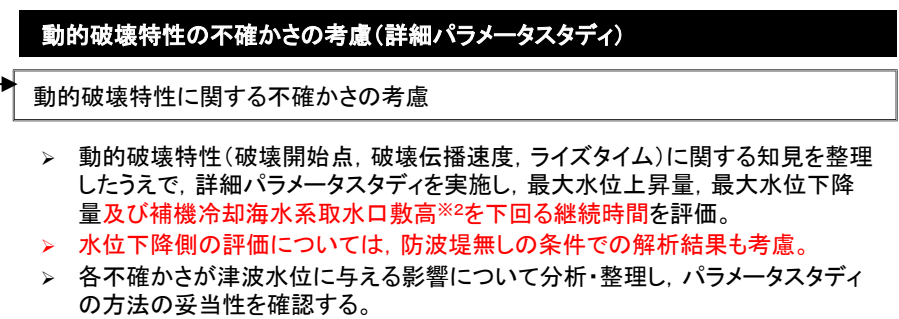 動的破壊特性の不確かさの考慮(詳細パラメータスタディ)
動的破壊特性に関する不確かさの考慮
➢ 動的破壊特性(破壊開始点,破壊伝播速度,ライズタイム)に関する知見を整理
したうえで,詳細パラメータスタディを実施し,最大水位上昇量,最大水位下降
量及び補機冷却海水系取水口敷高※2を下回る継続時間を評価。
➢ 水位下降側の評価については,防波堤無しの条件での解析結果も考慮。
➢ 各不確かさが津波水位に与える影響について分析・整理し,パラメータスタディ
の方法の妥当性を確認する。